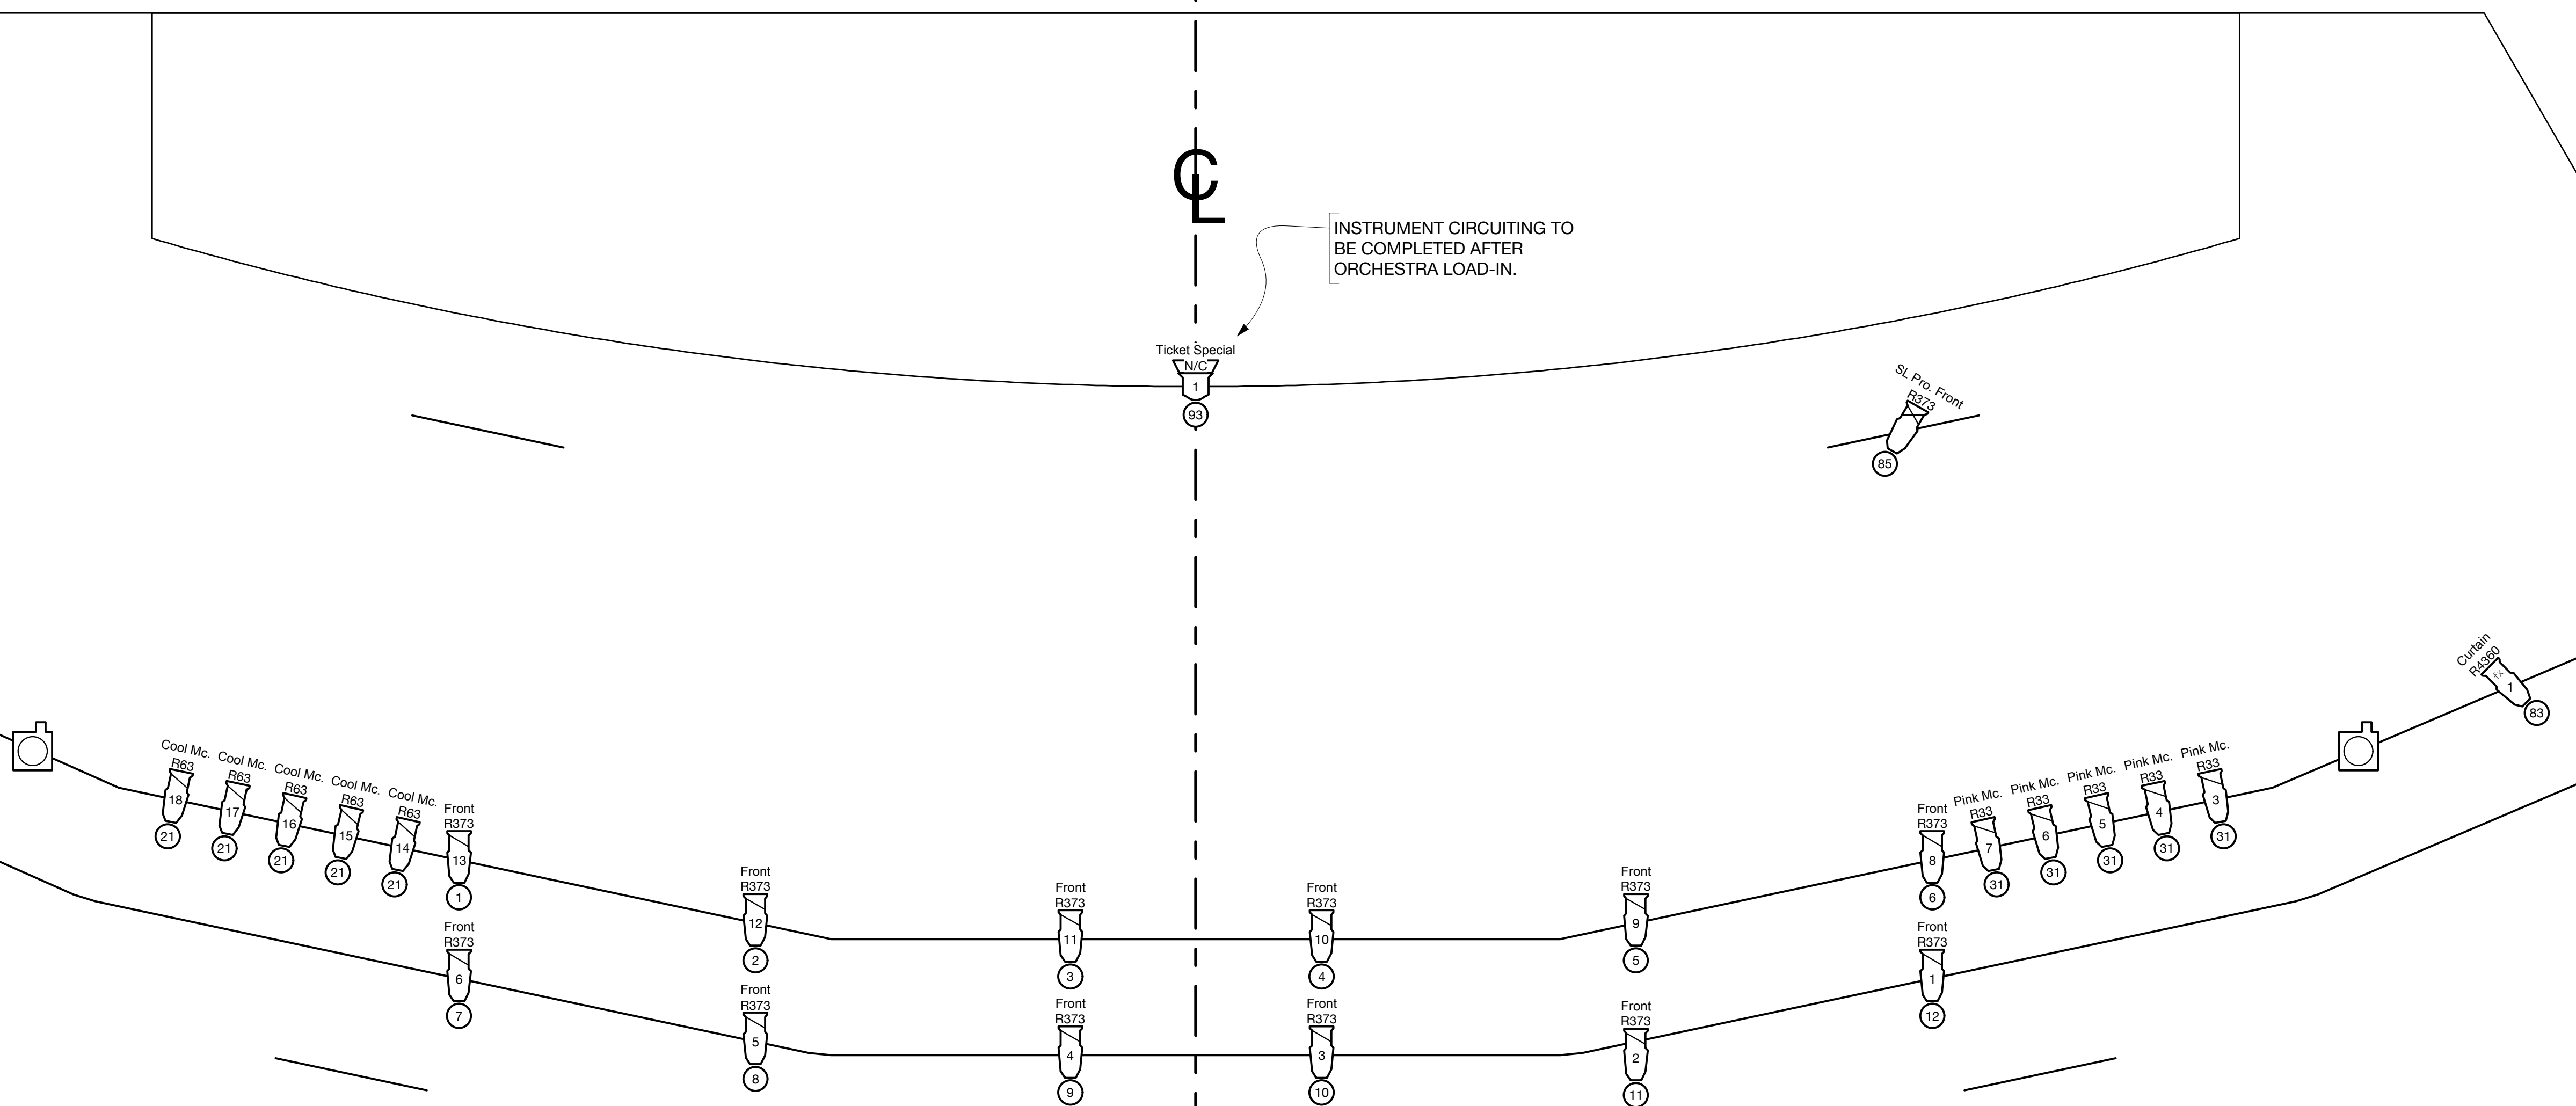 CL
INSTRUMENT CIRCUITING TO
BE COMPLETED AFTER
ORCHESTRA LOAD-IN.
Ticket Special
N/C
1
93
SL Pro. Front
R373
85
Curtain
R4360
fx
1
83
Cool Mc.
R63
18
21
Cool Mc.
R63
17
21
Cool Mc.
R63
16
21
Cool Mc.
R63
15
21
Cool Mc.
R63
14
21
Front
R373
13
1
Front
R373
12
2
Front
R373
11
3
Front
R373
10
4
Front
R373
9
5
Front
R373
8
6
Pink Mc.
R33
7
31
Pink Mc.
R33
6
31
Pink Mc.
R33
5
31
Pink Mc.
R33
4
31
Pink Mc.
R33
3
31
Front
R373
6
7
Front
R373
5
8
Front
R373
4
9
Front
R373
3
10
Front
R373
2
11
Front
R373
1
12